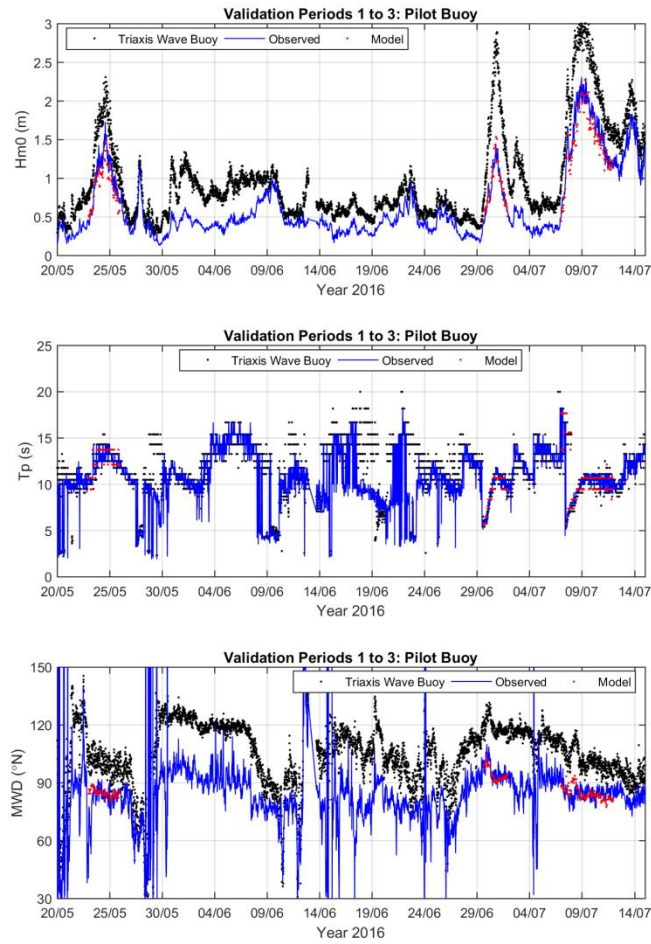 Validation Periods 1 to 3: Pilot Buoy
Triaxis Wave Buoy Observed Model
3
2.5
2
1.5
1
0.5
0
Hm0 (m)
20/05 25/05 30/05 04/06 09/06 14/06 19/06 24/06 29/06 04/07 09/07 14/07
Year 2016
Validation Periods 1 to 3: Pilot Buoy
Triaxis Wave Buoy Observed Model
25
20
15
10
5
0
Tp (s)
20/05 25/05 30/05 04/06 09/06 14/06 19/06 24/06 29/06 04/07 09/07 14/07
Year 2016
Validation Periods 1 to 3: Pilot Buoy
Triaxis Wave Buoy Observed Model
150
120
90
60
30
MWD (°N)
20/05 25/05 30/05 04/06 09/06 14/06 19/06 24/06 29/06 04/07 09/07 14/07
Year 2016